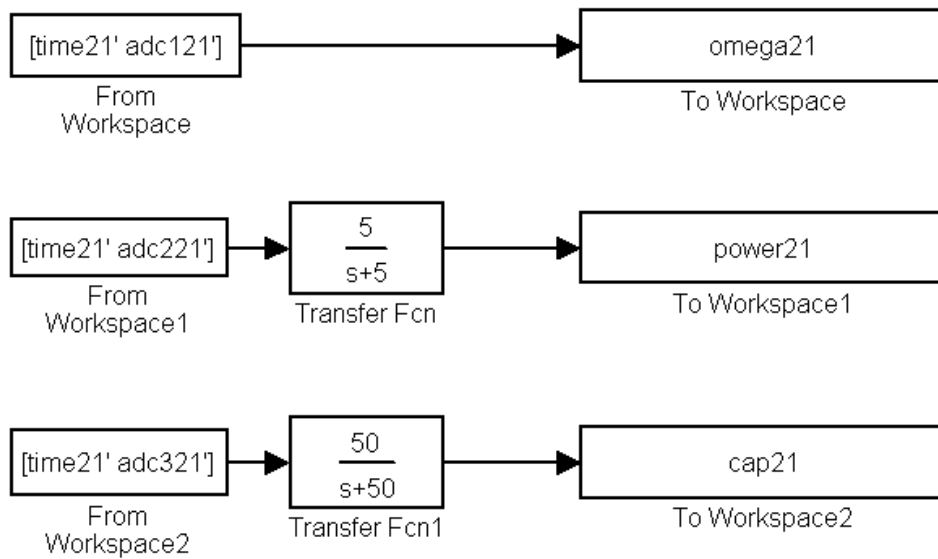 [time21' adc121']
omega21
From
Workspace
To Workspace
[time21' adc221']
5
s+5
power21
From
Workspace1
Transfer Fcn
To Workspace1
[time21' adc321']
50
s+50
cap21
From
Workspace2
Transfer Fcn1
To Workspace2